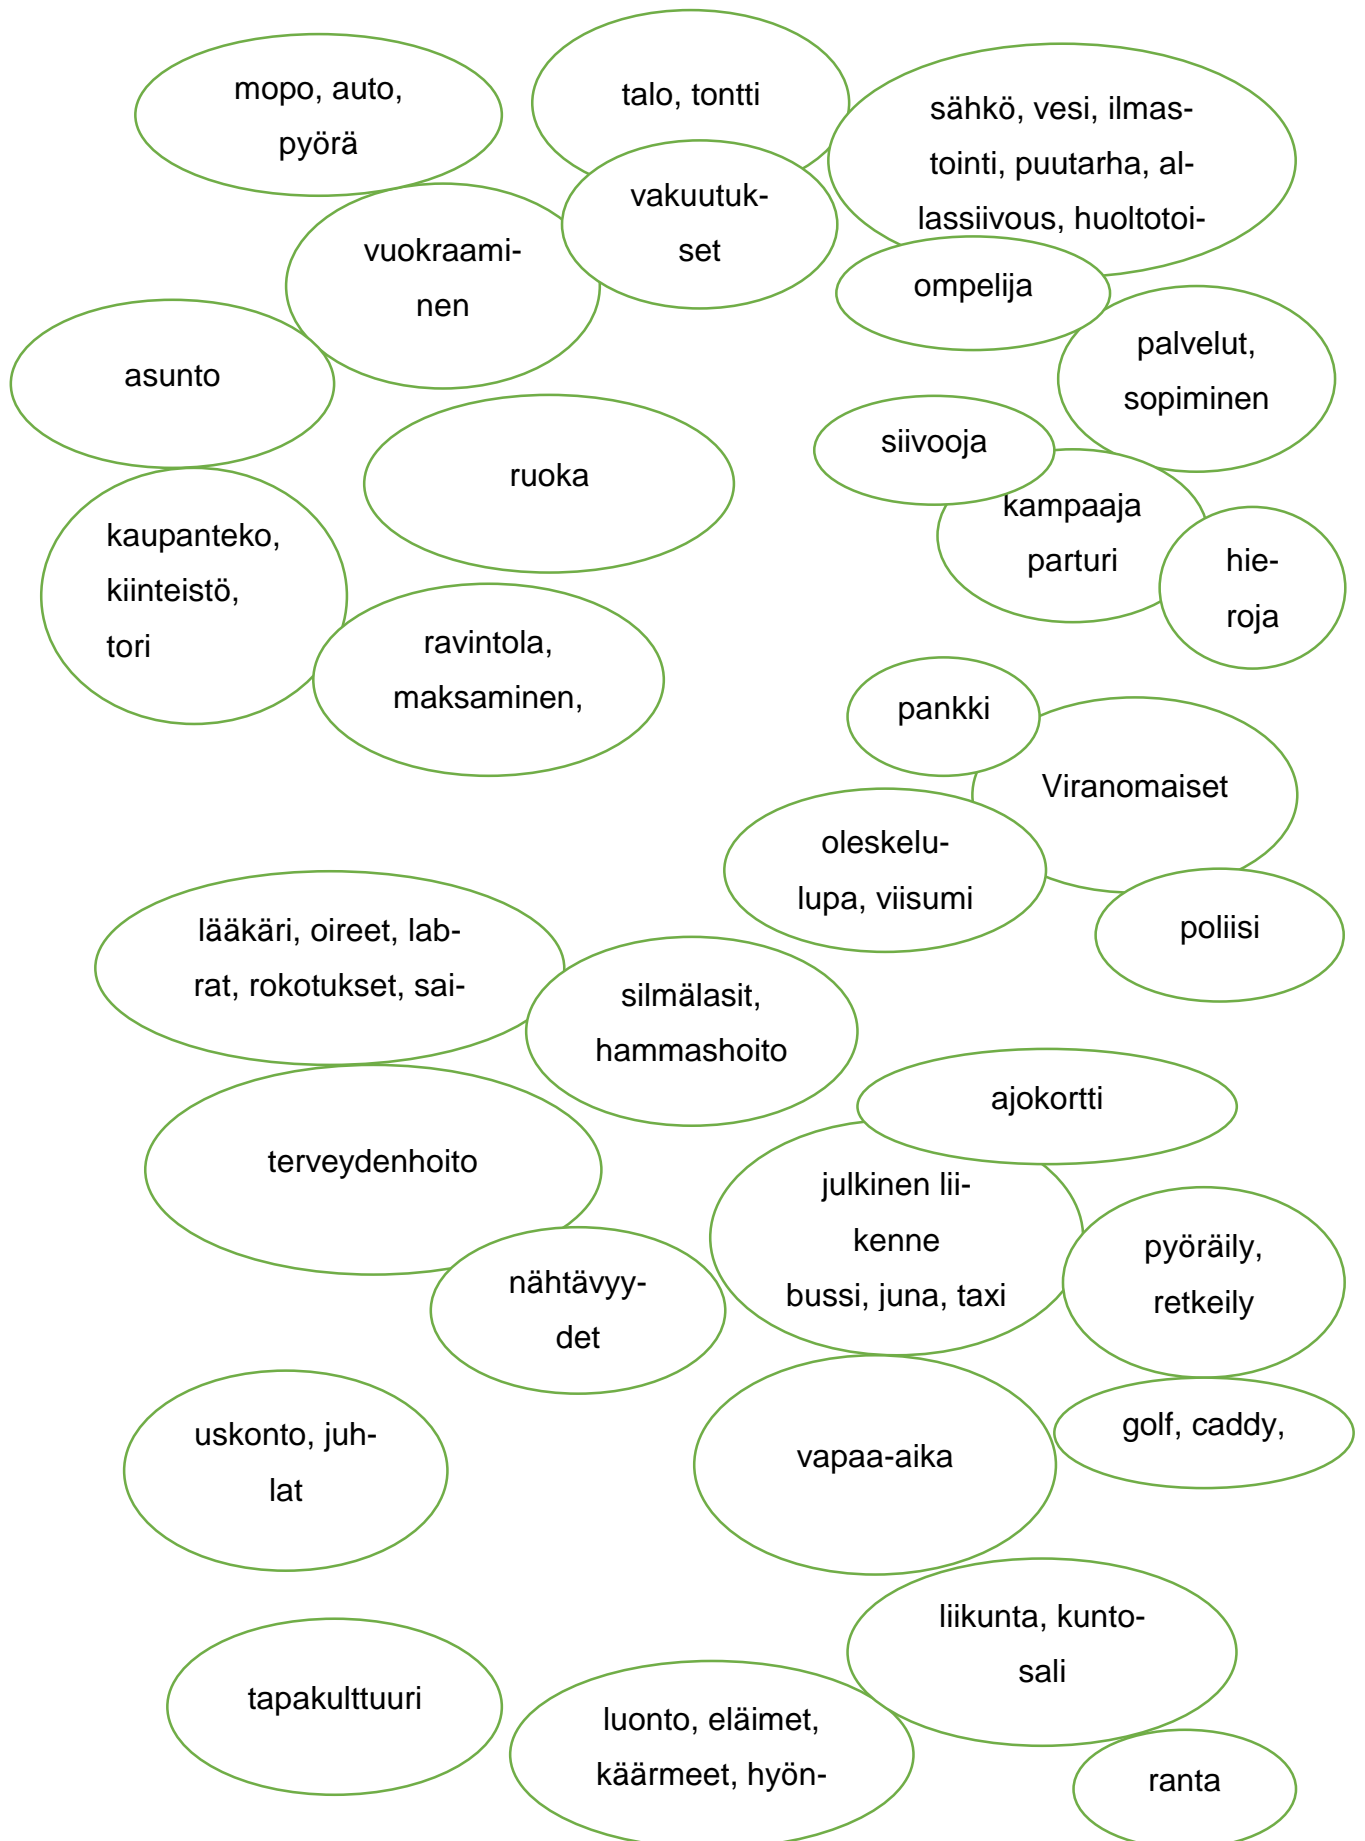 mopo, auto,
pyörä
talo, tontti
sähkö, vesi, ilmas-
tointi, puutarha, al-
lassiivous, huoltotoi-
vakuutuk-
set
vuokraami-
nen
ompelija
palvelut,
sopiminen
asunto
siivooja
ruoka
kampaaja
parturi
hie-
roja
kaupanteko,
kiinteistö,
tori
ravintola,
maksaminen,
pankki
Viranomaiset
oleskelu-
lupa, viisumi
poliisi
lääkäri, oireet, lab-
rat, rokotukset, sai-
silmälasit,
hammashoito
ajokortti
terveydenhoito
julkinen lii-
kenne
bussi, juna, taxi
pyöräily,
retkeily
nähtävyy-
det
uskonto, juh-
lat
vapaa-aika
golf, caddy,
liikunta, kunto-
sali
tapakulttuuri
luonto, eläimet,
käärmeet, hyön-
ranta